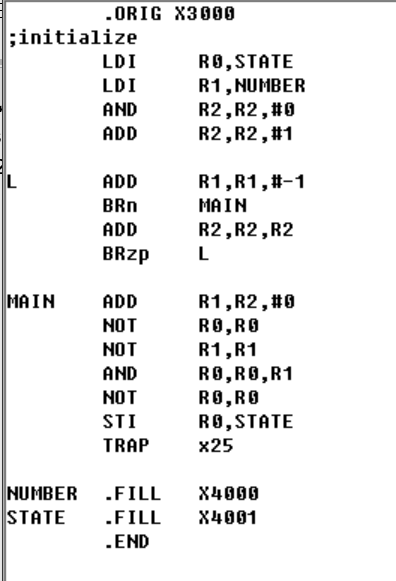 .ORIG X3000
;initialize
LDI R0,STATE
LDI R1,NUMBER
AND R2,R2,#0
ADD R2,R2,#1
L ADD R1,R1,#-1
BRn MAIN
ADD R2,R2,R2
BRzp L
MAIN ADD R1,R2,#0
NOT R0,R0
NOT R1,R1
AND R0,R0,R1
NOT R0,R0
STI R0,STATE
TRAP x25
NUMBER .FILL X4000
STATE .FILL X4001
.END